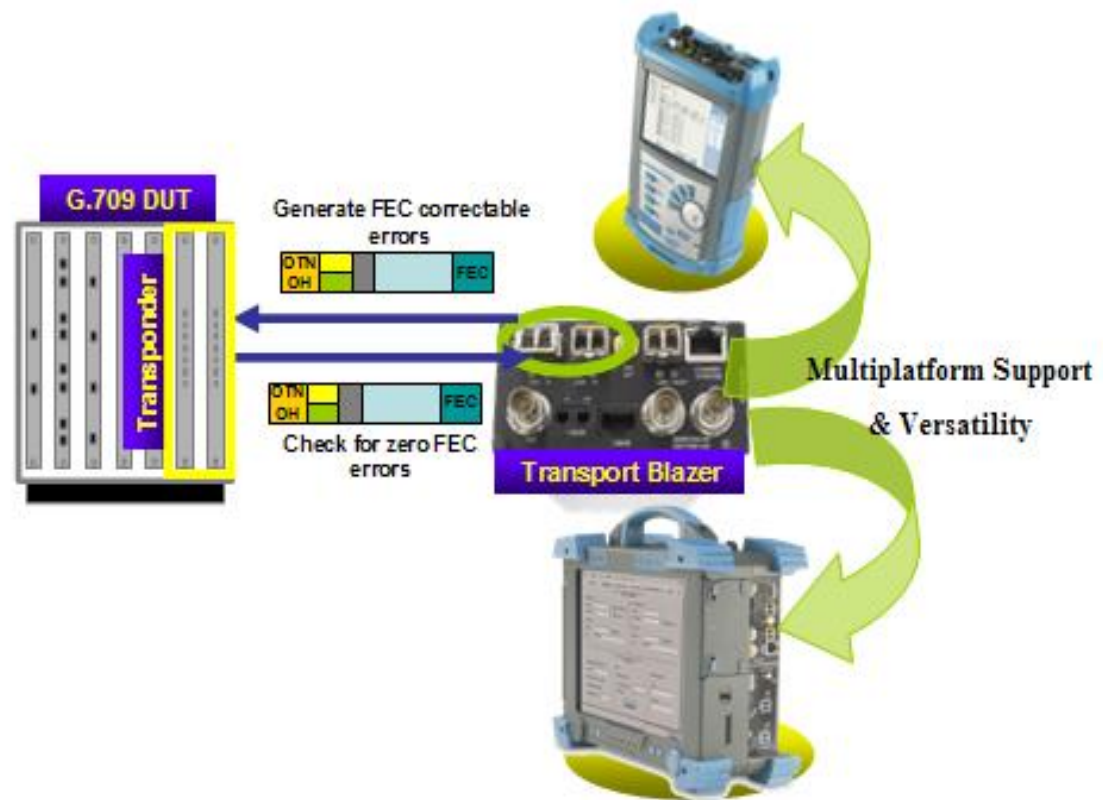 G.709 DUT
Transponder
Generate FEC correctable
errors
OTN
OH
FEC
OTN
OH
FEC
Check for zero FEC
errors
Transport Blazer
Multiplatform Support
& Versatility